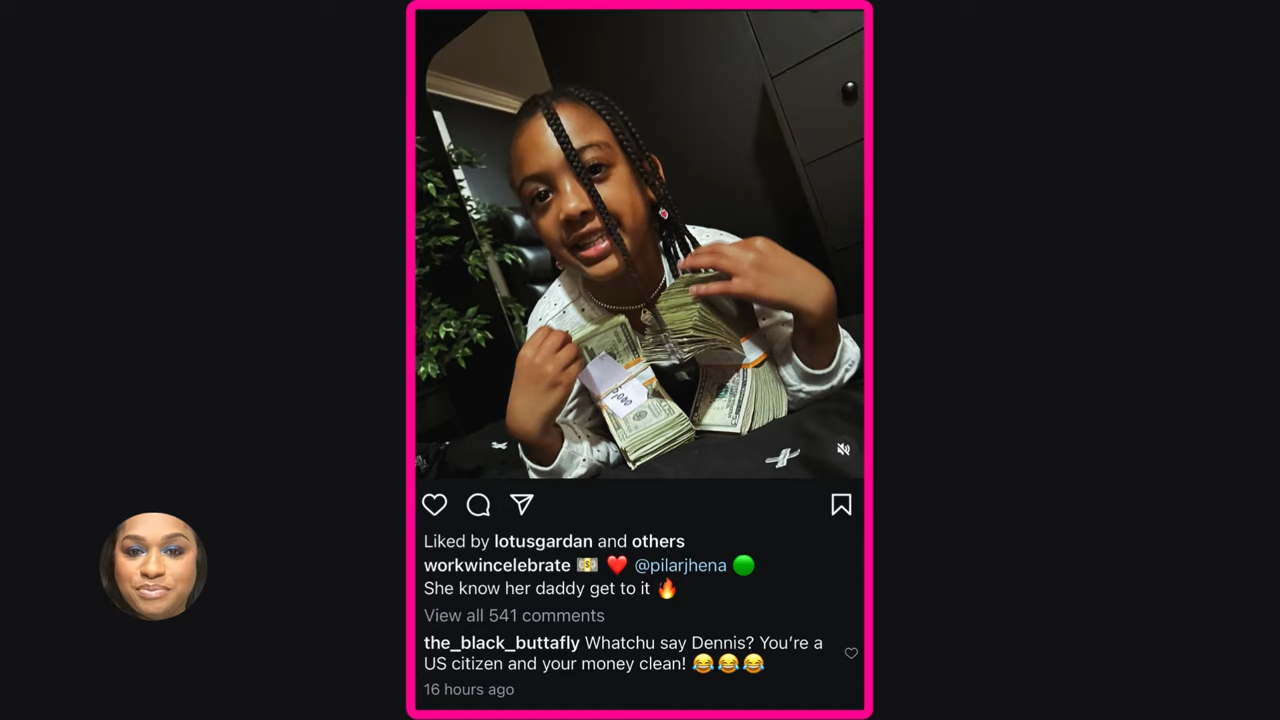 000
Liked by lotusgardan and others
workwincelebrate 💵 ❤️ @pilarjhena 🟢
She know her daddy get to it 🔥
View all 541 comments
the_black_buttafly Whatchu say Dennis? You’re a
US citizen and your money clean! 😂😂😂
16 hours ago